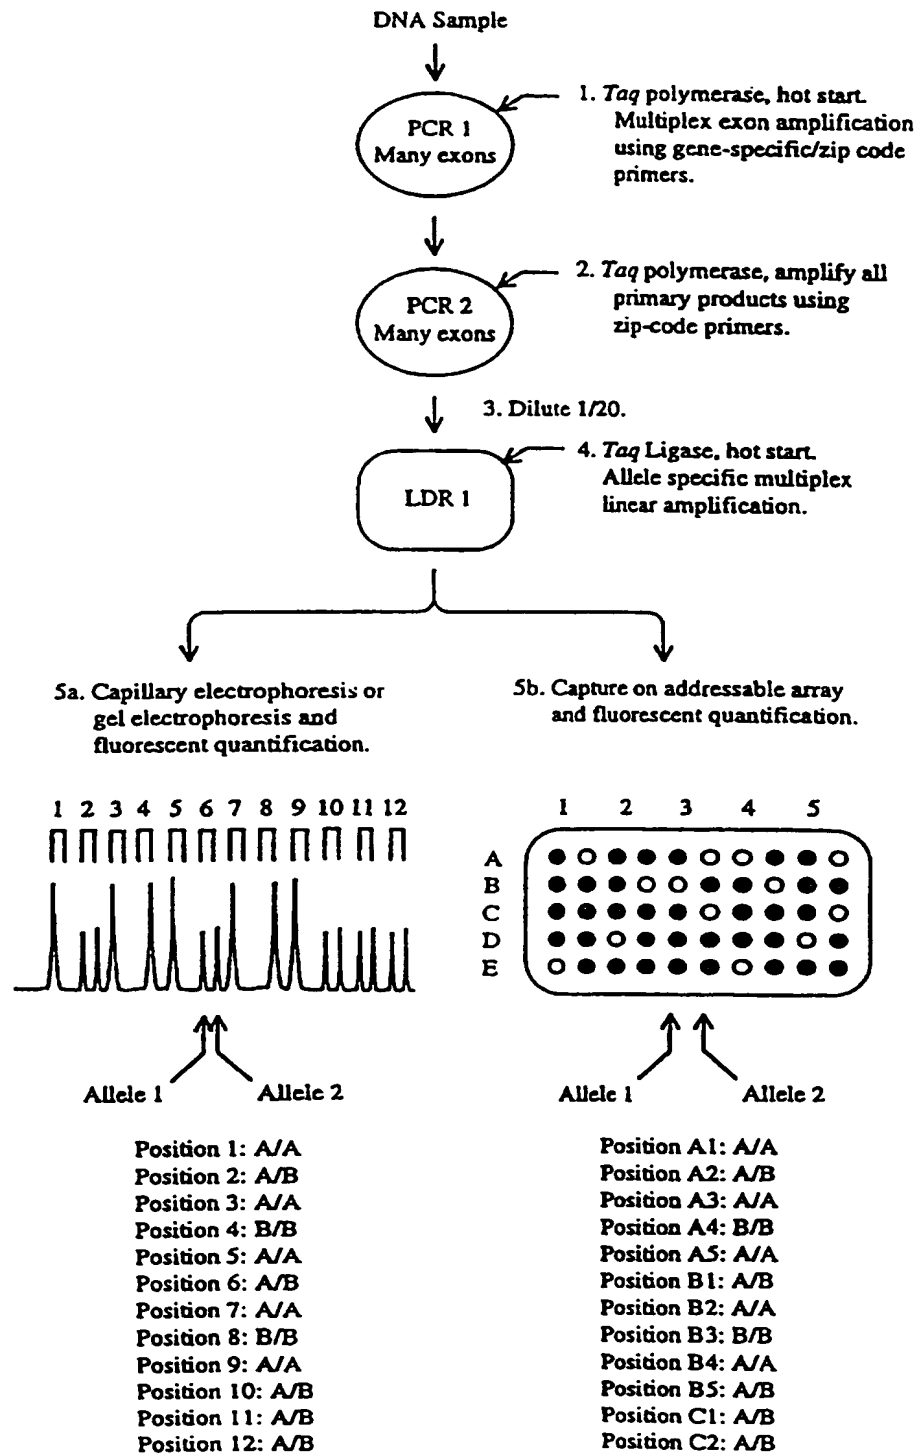 DNA Sample
PCR 1
Many exons
1. Taq polymerase, hot start.
Multiplex exon amplification
using gene-specific/zip code
primers.
PCR 2
Many exons
2. Taq polymerase, amplify all
primary products using
zip-code primers.
3. Dilute 1/20.
LDR 1
4. Taq Ligase, hot start.
Allele specific multiplex
linear amplification.
5a. Capillary electrophoresis or
gel electrophoresis and
fluorescent quantification.
5b. Capture on addressable array
and fluorescent quantification.
1 2 3 4 5 6 7 8 9 10 11 12
1 2 3 4 5
A
B
C
D
E
Allele 1 Allele 2
Allele 1 Allele 2
Position 1: A/A
Position 2: A/B
Position 3: A/A
Position 4: B/B
Position 5: A/A
Position 6: A/B
Position 7: A/A
Position 8: B/B
Position 9: A/A
Position 10: A/B
Position 11: A/B
Position 12: A/B
Position A1: A/A
Position A2: A/B
Position A3: A/A
Position A4: B/B
Position A5: A/A
Position B1: A/B
Position B2: A/A
Position B3: B/B
Position B4: A/A
Position B5: A/B
Position C1: A/B
Position C2: A/B